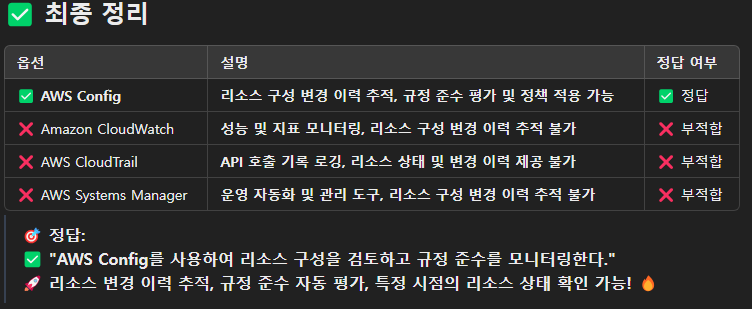 ✅ 최종 정리
옵션 설명 정답 여부
✅ AWS Config 리소스 구성 변경 이력 추적, 규정 준수 평가 및 정책 적용 가능 ✅ 정답
❌ Amazon CloudWatch 성능 및 지표 모니터링, 리소스 구성 변경 이력 추적 불가 ❌ 부적합
❌ AWS CloudTrail API 호출 기록 로깅, 리소스 상태 및 변경 이력 제공 불가 ❌ 부적합
❌ AWS Systems Manager 운영 자동화 및 관리 도구, 리소스 구성 변경 이력 추적 불가 ❌ 부적합
🎯 정답:
✅ "AWS Config를 사용하여 리소스 구성을 검토하고 규정 준수를 모니터링한다."
🚀 리소스 변경 이력 추적, 규정 준수 자동 평가, 특정 시점의 리소스 상태 확인 가능! 🔥